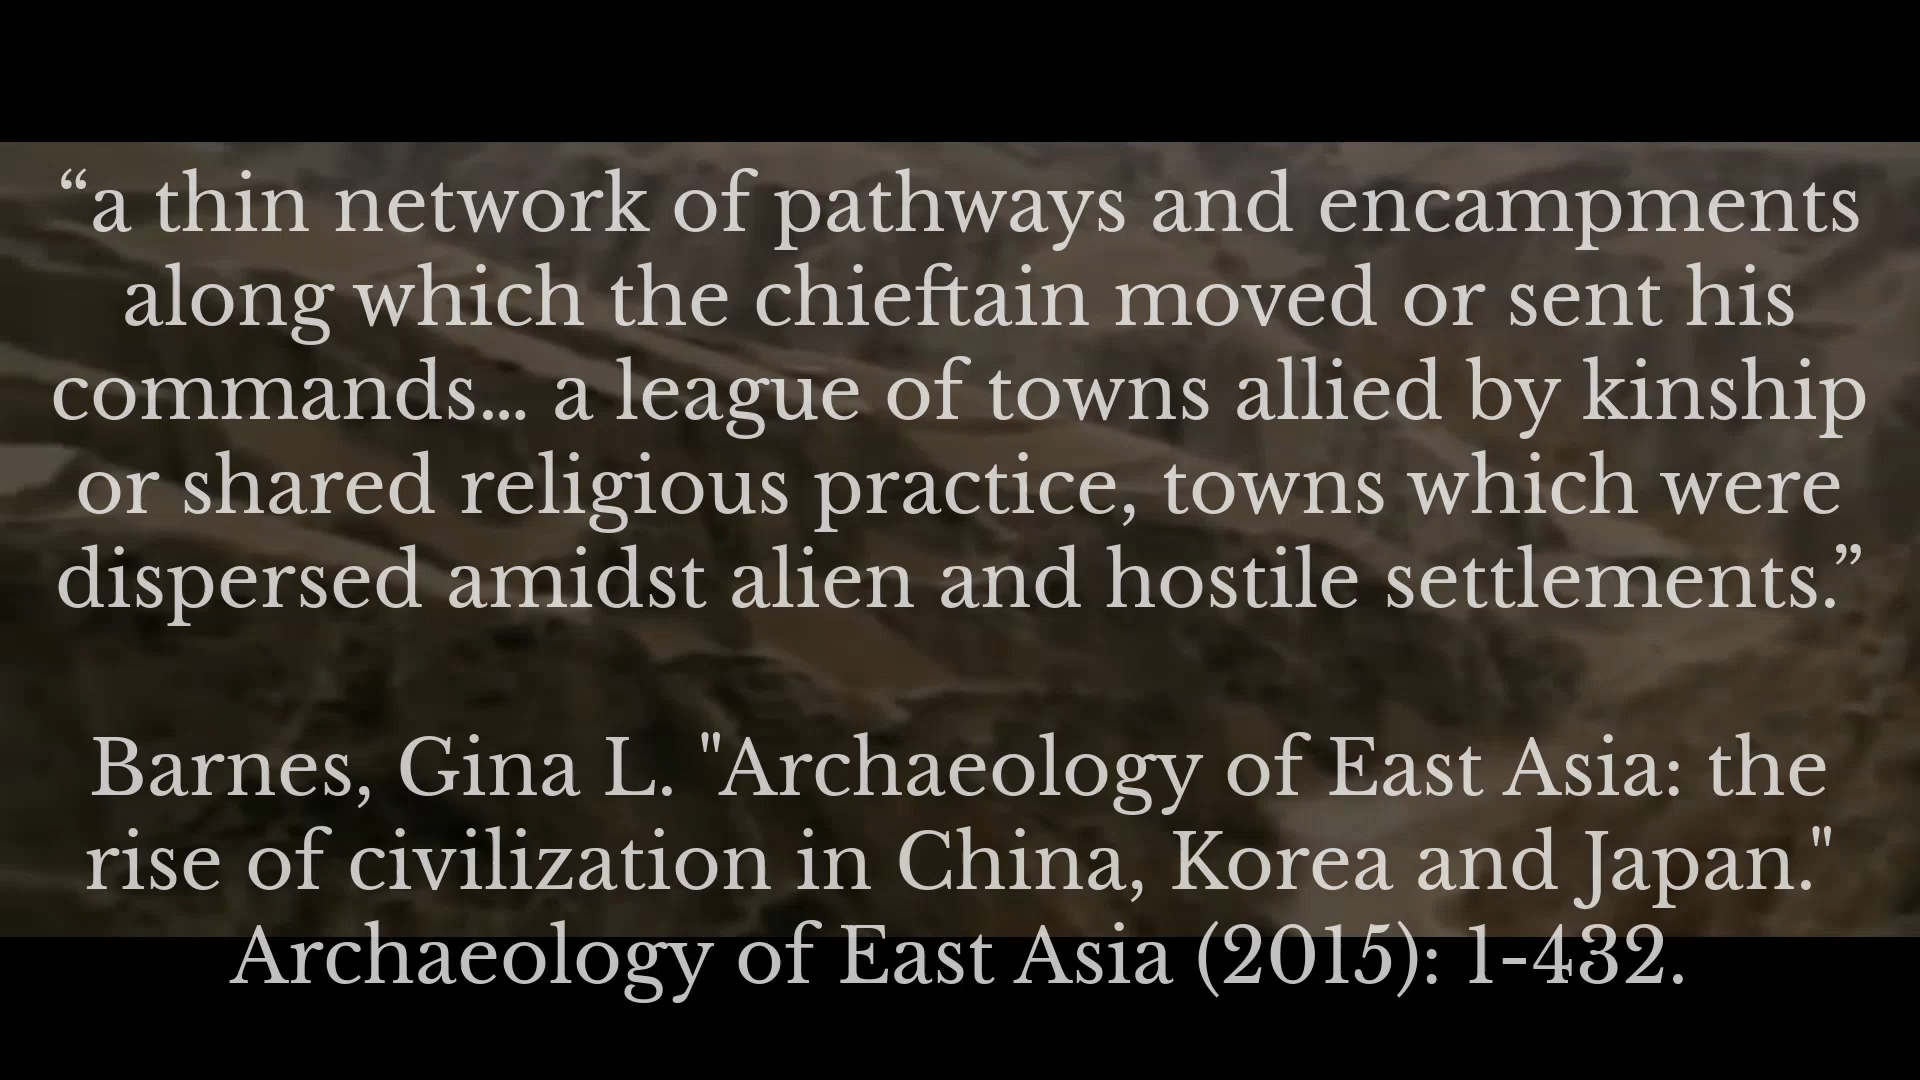 “a thin network of pathways and encampments
along which the chieftain moved or sent his
commands... a league of towns allied by kinship
or shared religious practice, towns which were
dispersed amidst alien and hostile settlements.”
Barnes, Gina L. "Archaeology of East Asia: the
rise of civilization in China, Korea and Japan."
Archaeology of East Asia (2015): 1-432.